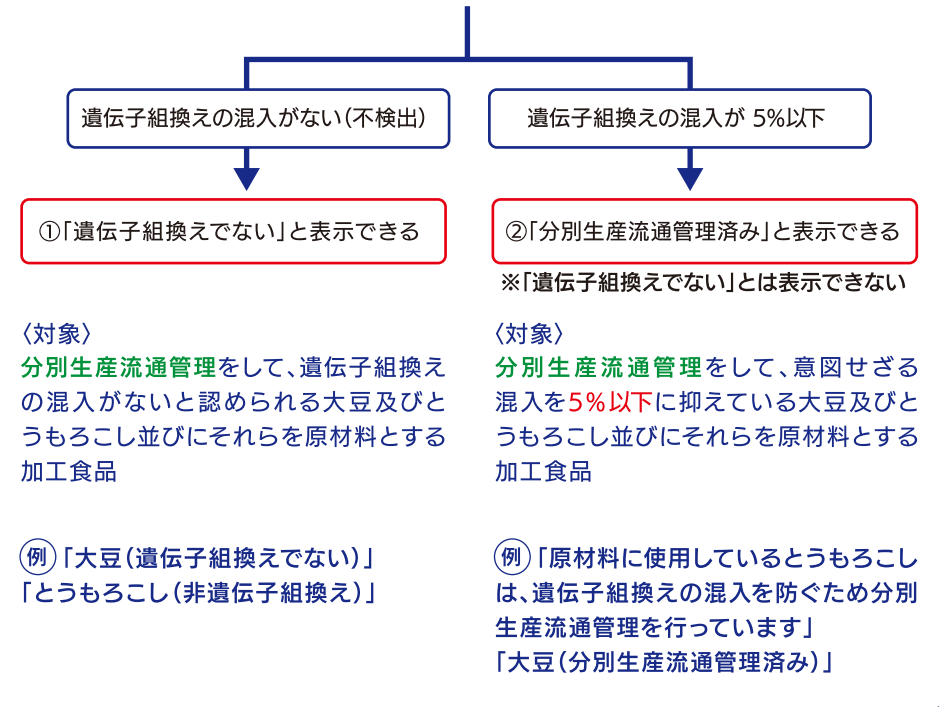 遺伝子組換えの混入がない（不検出）
遺伝子組換えの混入が 5%以下
①「遺伝子組換えでない」と表示できる
②「分別生産流通管理済み」と表示できる
※「遺伝子組換えでない」とは表示できない
〈対象〉
分別生産流通管理をして、遺伝子組換え
の混入がないと認められる大豆及びと
うもろこし並びにそれらを原材料とする
加工食品
例「大豆（遺伝子組換えでない）」
「とうもろこし（非遺伝子組換え）」
〈対象〉
分別生産流通管理をして、意図せざる
混入を5％以下に抑えている大豆及びと
うもろこし並びにそれらを原材料とする
加工食品
例「原材料に使用しているとうもろこし
は、遺伝子組換えの混入を防ぐため分別
生産流通管理を行っています」
「大豆（分別生産流通管理済み）」